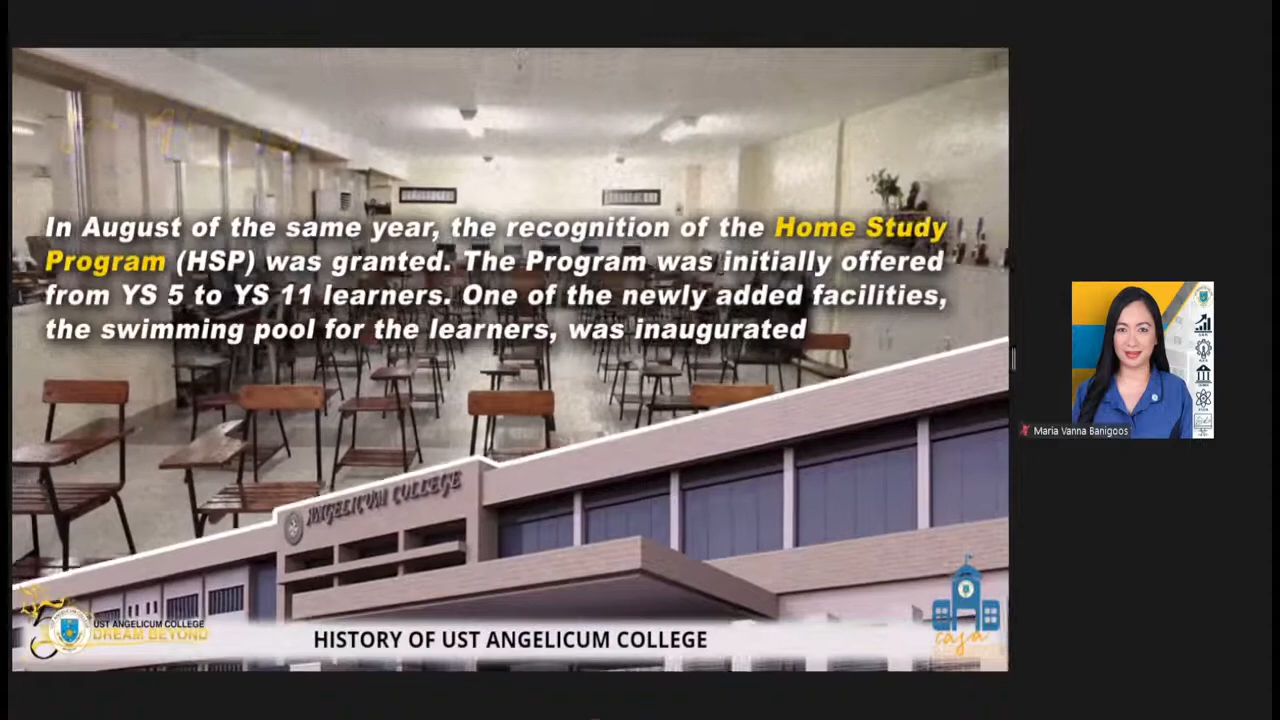 In August of the same year, the recognition of the Home Study
Program (HSP) was granted. The Program was initially offered
from YS 5 to YS 11 learners. One of the newly added facilities,
the swimming pool for the learners, was inaugurated
ANGELICUM COLLEGE
UST ANGELICUM COLLEGE
DREAM BEYOND
HISTORY OF UST ANGELICUM COLLEGE
casa
Maria Vanna Banigoos